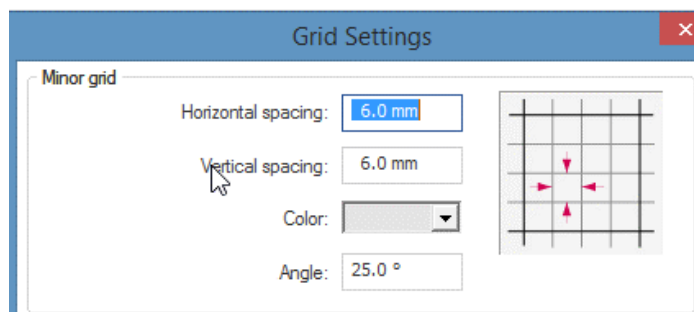 Grid Settings
Minor grid
Horizontal spacing: 6.0 mm
Vertical spacing: 6.0 mm
Color:
Angle: 25.0 °